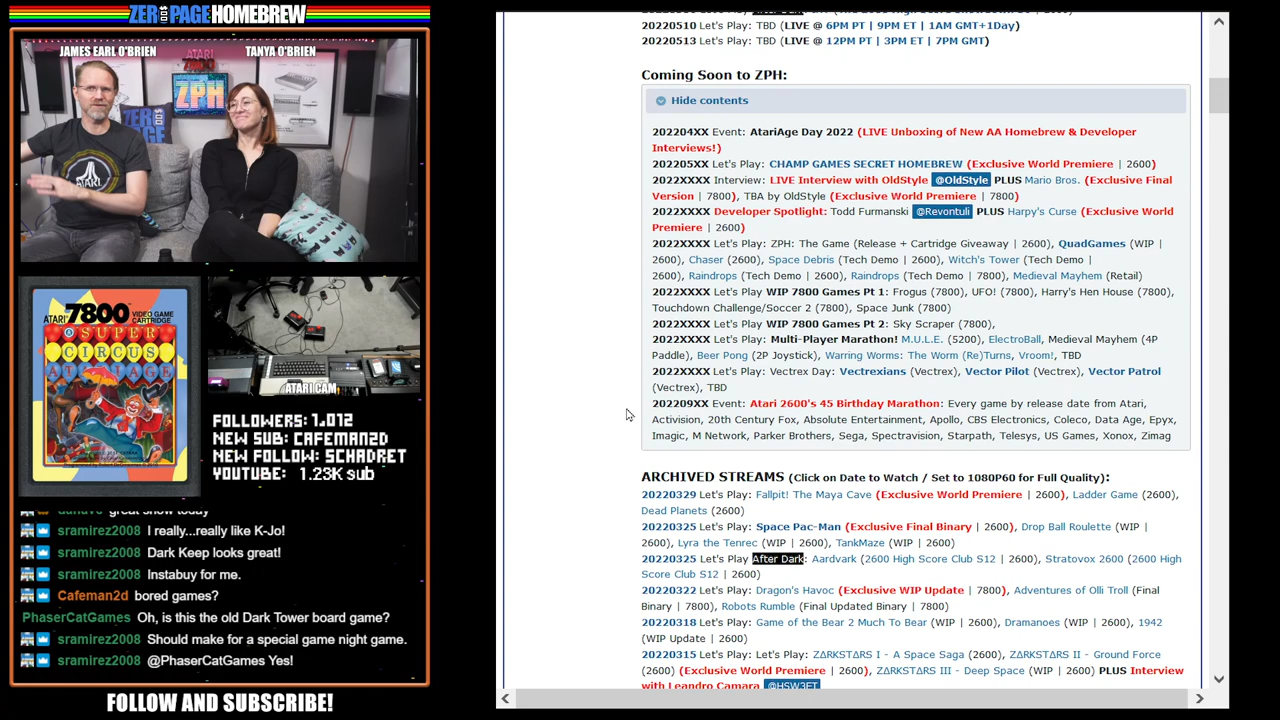 ZERO PAGE HOMEBREW
JAMES EARL O'BRIEN
TANYA O'BRIEN
ATARI
ZPH
ATARI
ATARI 7800 VIDEO GAME CARTRIDGE
SUPER
CIRCUS
ATARIAGE
ATARI CAM
FOLLOWERS: 1,012
NEW SUB: CAFEMAN2D
NEW FOLLOW: SCHADRET
YOUTUBE: 1.23K sub
great show today
sramirez2008 I really...really like K-Jo!
sramirez2008 Dark Keep looks great!
sramirez2008 Instabuy for me.
Cafeman2d bored games?
PhaserCatGames Oh, is this the old Dark Tower board game?
sramirez2008 Should make for a special game night game.
sramirez2008 @PhaserCatGames Yes!
FOLLOW AND SUBSCRIBE!
20220510 Let's Play: TBD (LIVE @ 6PM PT | 9PM ET | 1AM GMT+1Day)
20220513 Let's Play: TBD (LIVE @ 12PM PT | 3PM ET | 7PM GMT)
Coming Soon to ZPH:
Hide contents
202204XX Event: AtariAge Day 2022 (LIVE Unboxing of New AA Homebrew & Developer
Interviews!)
202205XX Let's Play: CHAMP GAMES SECRET HOMEBREW (Exclusive World Premiere | 2600)
2022XXXX Interview: LIVE Interview with OldStyle @OldStyle PLUS Mario Bros. (Exclusive Final
Version | 7800), TBA by OldStyle (Exclusive World Premiere | 7800)
2022XXXX Developer Spotlight: Todd Furmanski @Revontuli PLUS Harpy's Curse (Exclusive World
Premiere | 2600)
2022XXXX Let's Play: ZPH: The Game (Release + Cartridge Giveaway | 2600), QuadGames (WIP |
2600), Chaser (2600), Space Debris (Tech Demo | 2600), Witch's Tower (Tech Demo |
2600), Raindrops (Tech Demo | 2600), Raindrops (Tech Demo | 7800), Medieval Mayhem (Retail)
2022XXXX Let's Play WIP 7800 Games Pt 1: Frogus (7800), UFO! (7800), Harry's Hen House (7800),
Touchdown Challenge/Soccer 2 (7800), Space Junk (7800)
2022XXXX Let's Play WIP 7800 Games Pt 2: Sky Scraper (7800),
2022XXXX Let's Play: Multi-Player Marathon! M.U.L.E. (5200), ElectroBall, Medieval Mayhem (4P
Paddle), Beer Pong (2P Joystick), Warring Worms: The Worm (Re)Turns, Vroom!, TBD
2022XXXX Let's Play: Vectrex Day: Vectrexians (Vectrex), Vector Pilot (Vectrex), Vector Patrol
(Vectrex), TBD
202209XX Event: Atari 2600's 45 Birthday Marathon: Every game by release date from Atari,
Activision, 20th Century Fox, Absolute Entertainment, Apollo, CBS Electronics, Coleco, Data Age, Epyx,
Imagic, M Network, Parker Brothers, Sega, Spectravision, Starpath, Telesys, US Games, Xonox, Zimag
ARCHIVED STREAMS (Click on Date to Watch / Set to 1080P60 for Full Quality):
20220329 Let's Play: Fallpit! The Maya Cave (Exclusive World Premiere | 2600), Ladder Game (2600),
Dead Planets (2600)
20220325 Let's Play: Space Pac-Man (Exclusive Final Binary | 2600), Drop Ball Roulette (WIP |
2600), Lyra the Tenrec (WIP | 2600), TankMaze (WIP | 2600)
20220325 Let's Play After Dark: Aardvark (2600 High Score Club S12 | 2600), Stratovox 2600 (2600 High
Score Club S12 | 2600)
20220322 Let's Play: Dragon's Havoc (Exclusive WIP Update | 7800), Adventures of Olli Troll (Final
Binary | 7800), Robots Rumble (Final Updated Binary | 7800)
20220318 Let's Play: Game of the Bear 2 Much To Bear (WIP | 2600), Dramanoes (WIP | 2600), 1942
(WIP Update | 2600)
20220315 Let's Play: ZΔRKSTΔRS I - A Space Saga (2600), ZΔRKSTΔRS II - Ground Force
(2600) (Exclusive World Premiere | 2600), ZΔRKSTΔRS III - Deep Space (WIP | 2600) PLUS Interview
with Leandro Camara @HSW3ET